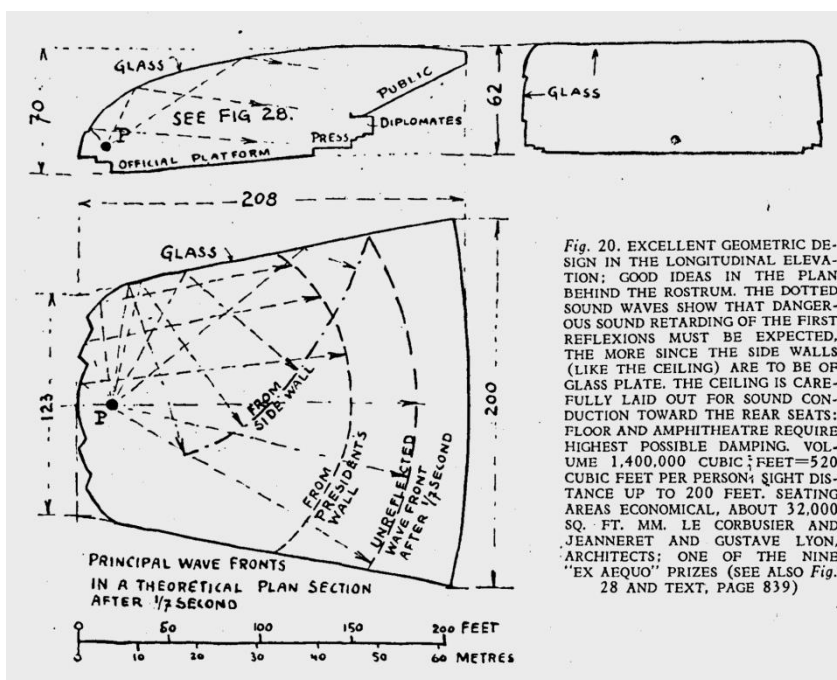 GLASS
PUBLIC
SEE FIG 28.
P
DIPLOMATES
PRESS
OFFICIAL PLATFORM
70
62
GLASS
208
GLASS
123
P
200
FROM
SIDE WALL
FROM
PRESIDENTS
WALL
UNREFLECTED
WAVE FRONT
AFTER 1/7 SECOND
PRINCIPAL WAVE FRONTS
IN A THEORETICAL PLAN SECTION
AFTER 1/7 SECOND
0 50 100 150 200 FEET
0 10 20 30 40 50 60 METRES
Fig. 20. EXCELLENT GEOMETRIC DE-
SIGN IN THE LONGITUDINAL ELEVA-
TION; GOOD IDEAS IN THE PLAN
BEHIND THE ROSTRUM. THE DOTTED
SOUND WAVES SHOW THAT DANGER-
OUS SOUND RETARDING OF THE FIRST
REFLEXIONS MUST BE EXPECTED,
THE MORE SINCE THE SIDE WALLS
(LIKE THE CEILING) ARE TO BE OF
GLASS PLATE. THE CEILING IS CARE-
FULLY LAID OUT FOR SOUND CON-
DUCTION TOWARD THE REAR SEATS:
FLOOR AND AMPHITHEATRE REQUIRE
HIGHEST POSSIBLE DAMPING. VOL-
UME 1,400,000 CUBIC FEET=520
CUBIC FEET PER PERSON; SIGHT DIS-
TANCE UP TO 200 FEET. SEATING
AREAS ECONOMICAL, ABOUT 32,000
SQ. FT. MM. LE CORBUSIER AND
JEANNERET AND GUSTAVE LYON,
ARCHITECTS; ONE OF THE NINE
"EX AEQUO" PRIZES (SEE ALSO Fig.
28 AND TEXT, PAGE 839)